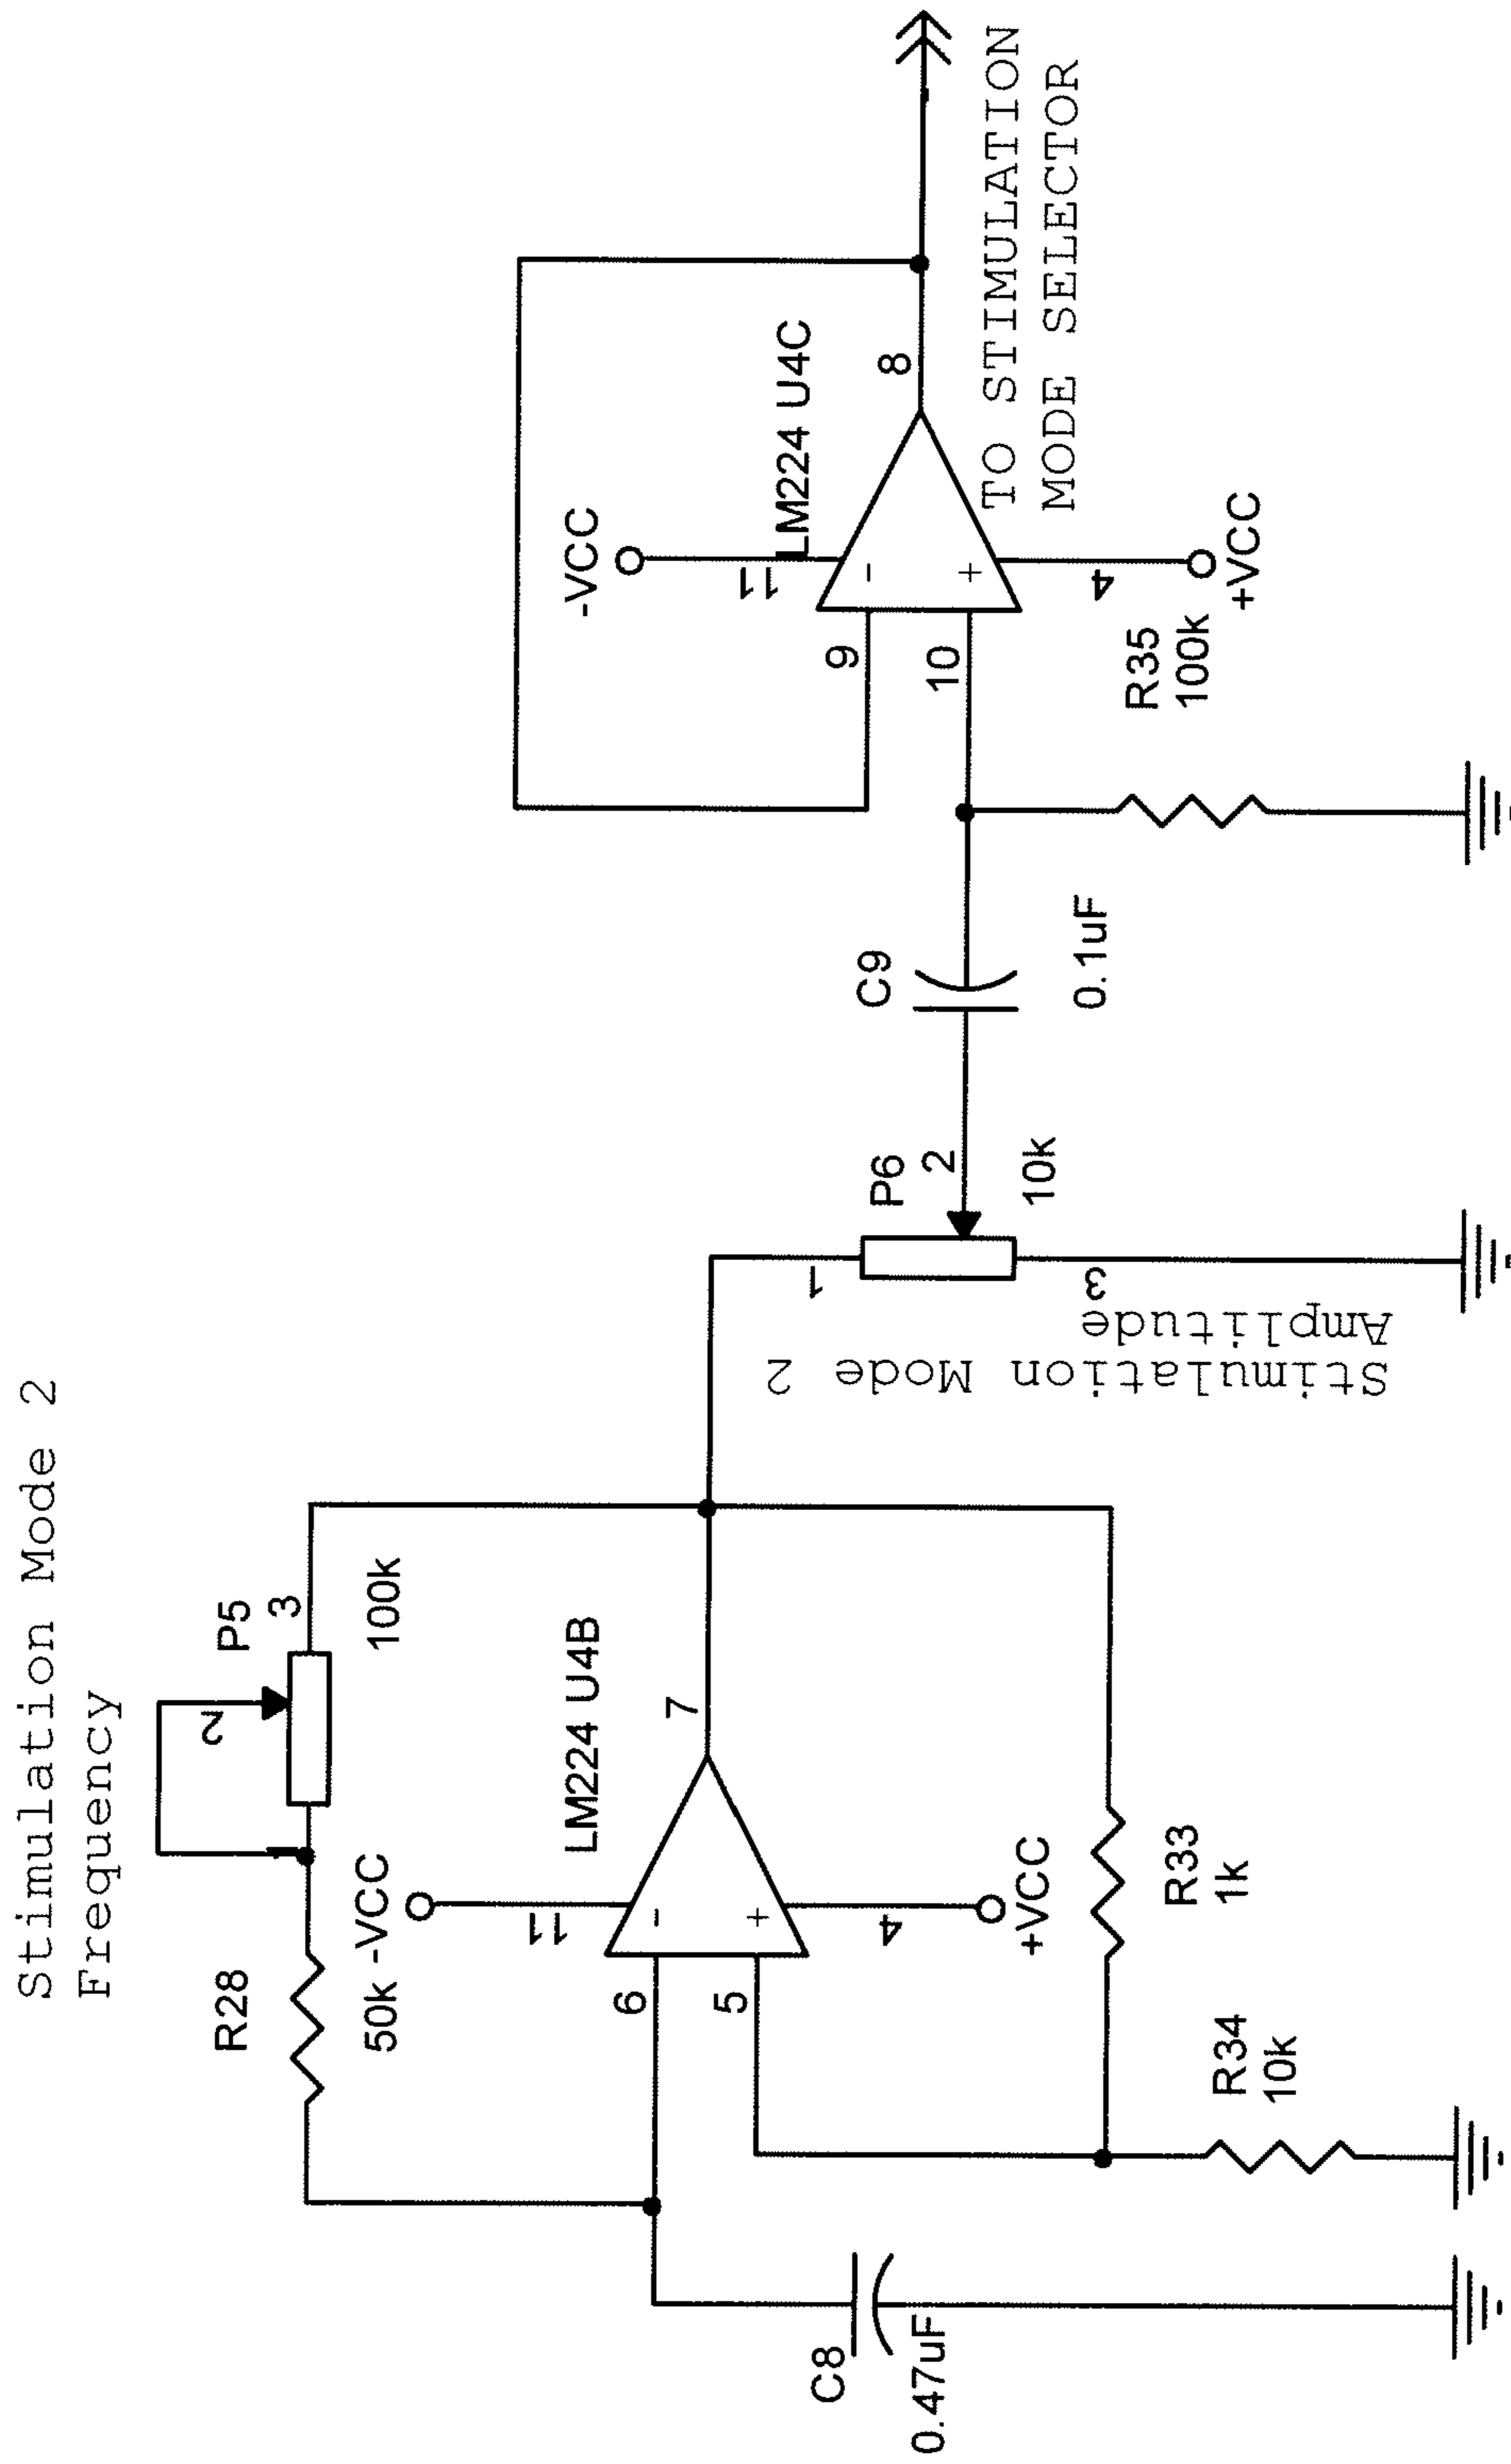 Stimulation Mode 2
Frequency
P5
2
3
100k
R28
50k
-VCC
11
LM224 U4B
6
-
7
5
+
4
+VCC
R33
1k
R34
10k
C8
0.47uF
Stimulation Mode 2
Amplitude
1
P6
2
3
10k
C9
0.1uF
-VCC
11
LM224 U4C
9
-
8
10
+
4
+VCC
R35
100k
TO STIMULATION
MODE SELECTOR